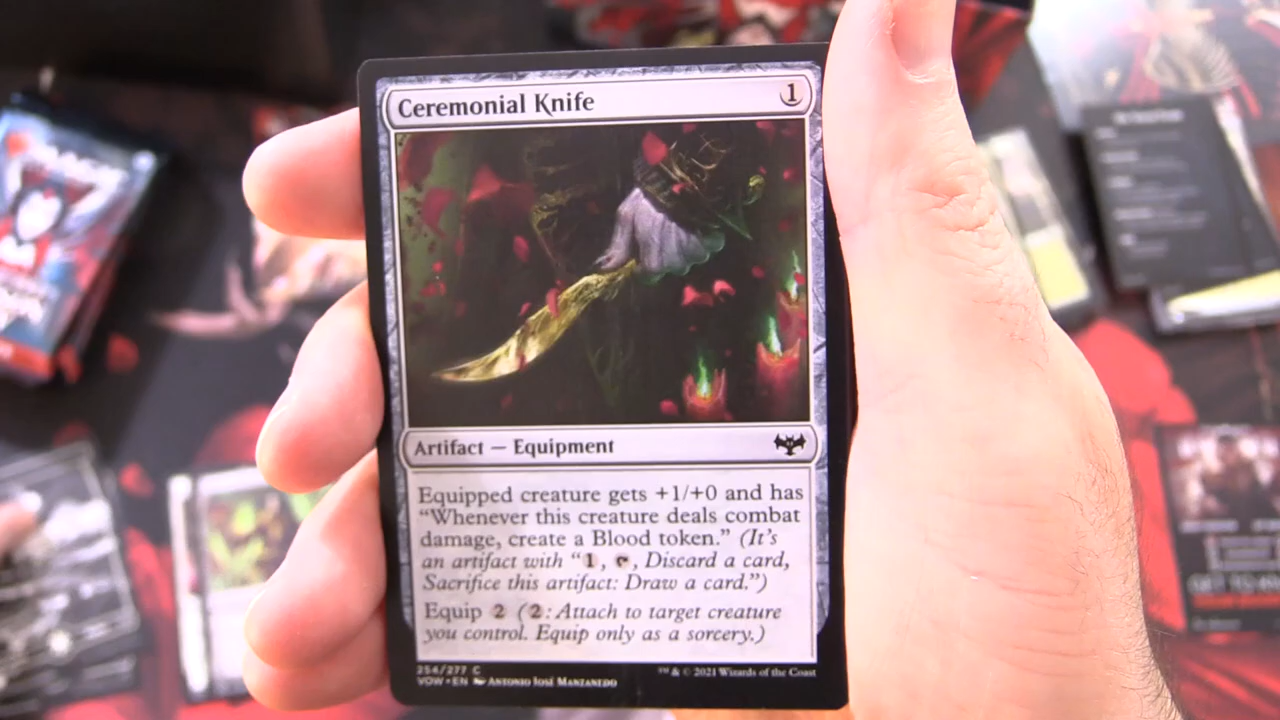 Ceremonial Knife 1
Artifact — Equipment
Equipped creature gets +1/+0 and has
“Whenever this creature deals combat
damage, create a Blood token.” (It’s
an artifact with “1, , Discard a card,
Sacrifice this artifact: Draw a card.”)
Equip 2 (2: Attach to target creature
you control. Equip only as a sorcery.)
254/277 C
VOW • EN Antonio José Manzanedo
™ & © 2021 Wizards of the Coast